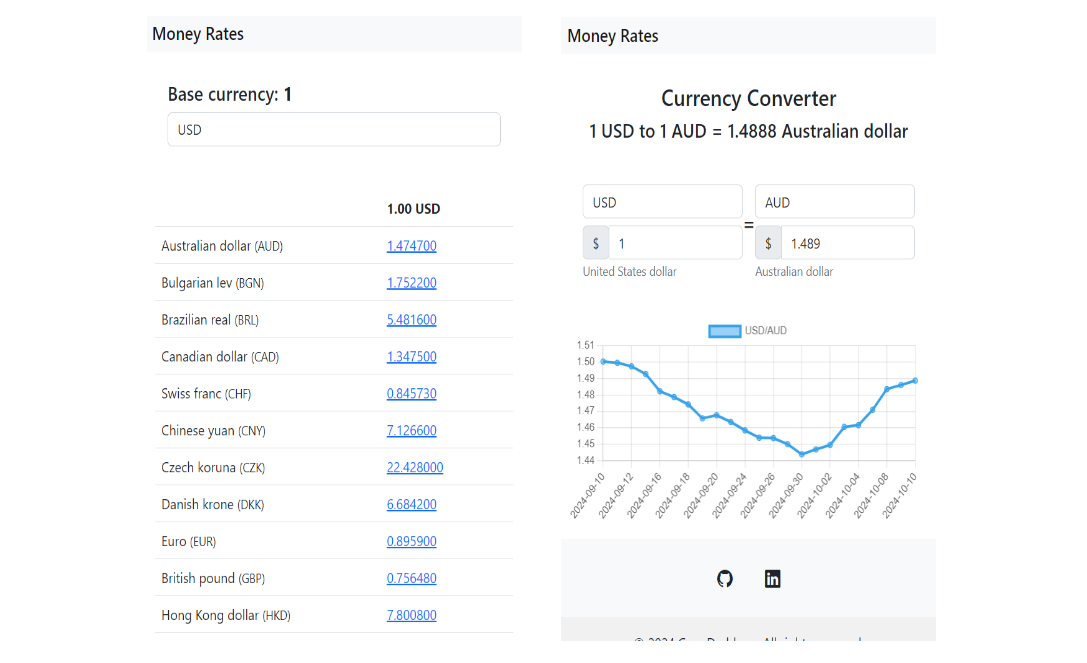 Money Rates
Base currency: 1
USD
1.00 USD
Australian dollar (AUD) 1.474700
Bulgarian lev (BGN) 1.752200
Brazilian real (BRL) 5.481600
Canadian dollar (CAD) 1.347500
Swiss franc (CHF) 0.845730
Chinese yuan (CNY) 7.126600
Czech koruna (CZK) 22.428000
Danish krone (DKK) 6.684200
Euro (EUR) 0.895900
British pound (GBP) 0.756480
Hong Kong dollar (HKD) 7.800800
Money Rates
Currency Converter
1 USD to 1 AUD = 1.4888 Australian dollar
USD AUD
=
$ 1 $ 1.489
United States dollar Australian dollar
USD/AUD
1.51
1.50
1.49
1.48
1.47
1.46
1.45
1.44
2024-09-10 2024-09-12 2024-09-16 2024-09-18 2024-09-20 2024-09-24 2024-09-26 2024-09-30 2024-10-02 2024-10-04 2024-10-08 2024-10-10
in
© 2024